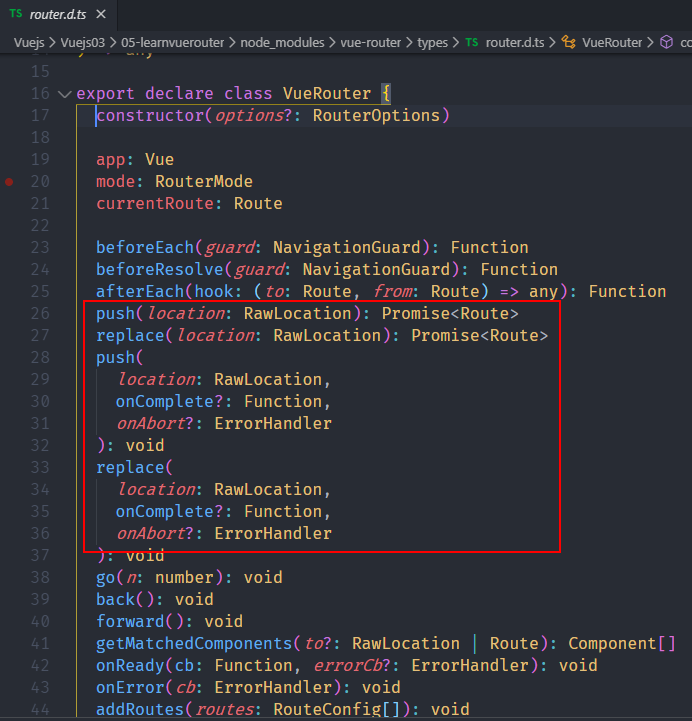 TS router.d.ts ×
Vuejs > Vuejs03 > 05-learnvuerouter > node_modules > vue-router > types > TS router.d.ts > VueRouter >
15
16 export declare class VueRouter {
17 constructor(options?: RouterOptions)
18
19 app: Vue
20 mode: RouterMode
21 currentRoute: Route
22
23 beforeEach(guard: NavigationGuard): Function
24 beforeResolve(guard: NavigationGuard): Function
25 afterEach(hook: (to: Route, from: Route) => any): Function
26 push(location: RawLocation): Promise<Route>
27 replace(location: RawLocation): Promise<Route>
28 push(
29 location: RawLocation,
30 onComplete?: Function,
31 onAbort?: ErrorHandler
32 ): void
33 replace(
34 location: RawLocation,
35 onComplete?: Function,
36 onAbort?: ErrorHandler
37 ): void
38 go(n: number): void
39 back(): void
40 forward(): void
41 getMatchedComponents(to?: RawLocation | Route): Component[]
42 onReady(cb: Function, errorCb?: ErrorHandler): void
43 onError(cb: ErrorHandler): void
44 addRoutes(routes: RouteConfig[]): void